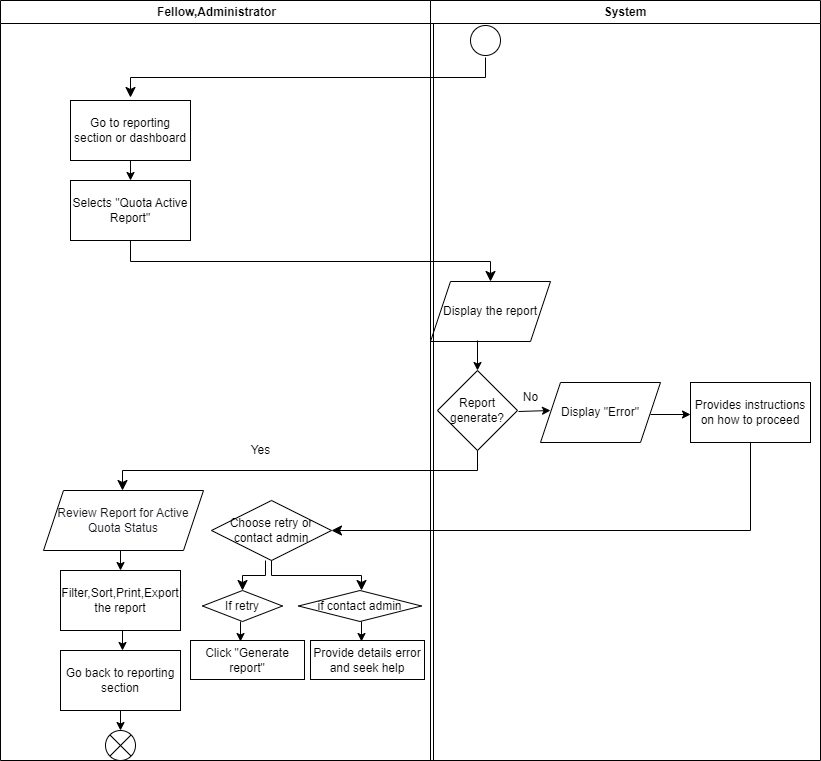 Fellow,Administrator
System
Go to reporting
section or dashboard
Selects "Quota Active
Report"
Display the report
Report
generate?
No
Display "Error"
Provides instructions
on how to proceed
Yes
Review Report for Active
Quota Status
Choose retry or
contact admin
Filter,Sort,Print,Export
the report
If retry
if contact admin
Click "Generate
report"
Provide details error
and seek help
Go back to reporting
section